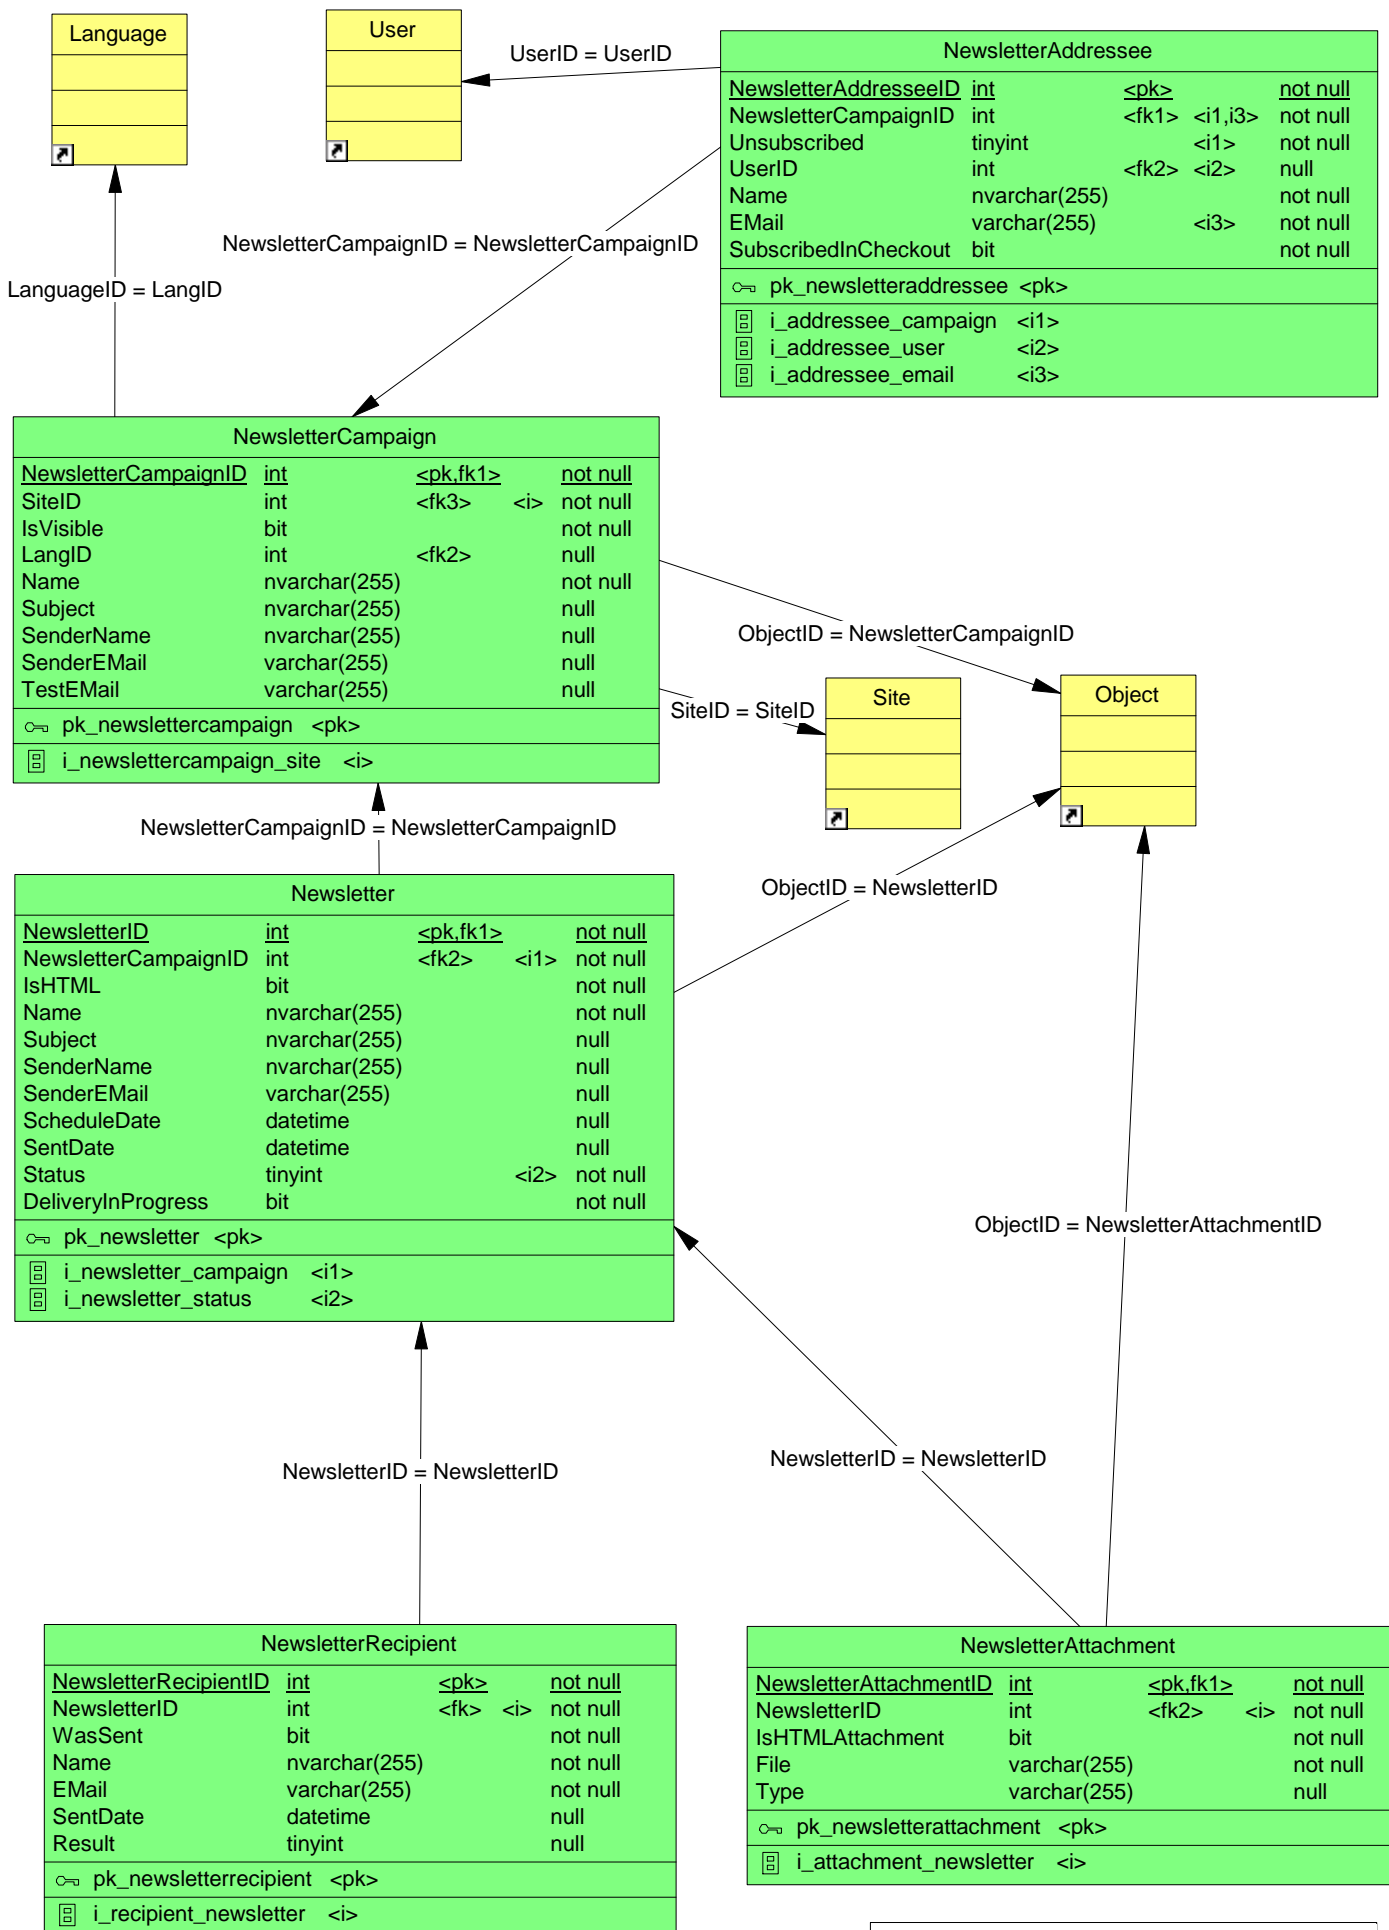 Language
User
UserID = UserID
NewsletterAddressee
NewsletterAddresseeID int <pk> not null
NewsletterCampaignID int <fk1> <i1,i3> not null
Unsubscribed tinyint <i1> not null
UserID int <fk2> <i2> null
Name nvarchar(255) not null
EMail varchar(255) <i3> not null
SubscribedInCheckout bit not null
pk_newsletteraddressee <pk>
i_addressee_campaign <i1>
i_addressee_user <i2>
i_addressee_email <i3>
NewsletterCampaignID = NewsletterCampaignID
LanguageID = LangID
NewsletterCampaign
NewsletterCampaignID int <pk,fk1> not null
SiteID int <fk3> <i> not null
IsVisible bit not null
LangID int <fk2> null
Name nvarchar(255) not null
Subject nvarchar(255) null
SenderName nvarchar(255) null
SenderEMail varchar(255) null
TestEMail varchar(255) null
pk_newslettercampaign <pk>
i_newslettercampaign_site <i>
ObjectID = NewsletterCampaignID
SiteID = SiteID
Site
Object
NewsletterCampaignID = NewsletterCampaignID
ObjectID = NewsletterID
Newsletter
NewsletterID int <pk,fk1> not null
NewsletterCampaignID int <fk2> <i1> not null
IsHTML bit not null
Name nvarchar(255) not null
Subject nvarchar(255) null
SenderName nvarchar(255) null
SenderEMail varchar(255) null
ScheduleDate datetime null
SentDate datetime null
Status tinyint <i2> not null
DeliveryInProgress bit not null
pk_newsletter <pk>
i_newsletter_campaign <i1>
i_newsletter_status <i2>
ObjectID = NewsletterAttachmentID
NewsletterID = NewsletterID
NewsletterID = NewsletterID
NewsletterRecipient
NewsletterRecipientID int <pk> not null
NewsletterID int <fk> <i> not null
WasSent bit not null
Name nvarchar(255) not null
EMail varchar(255) not null
SentDate datetime null
Result tinyint null
pk_newsletterrecipient <pk>
i_recipient_newsletter <i>
NewsletterAttachment
NewsletterAttachmentID int <pk,fk1> not null
NewsletterID int <fk2> <i> not null
IsHTMLAttachment bit not null
File varchar(255) not null
Type varchar(255) null
pk_newsletterattachment <pk>
i_attachment_newsletter <i>